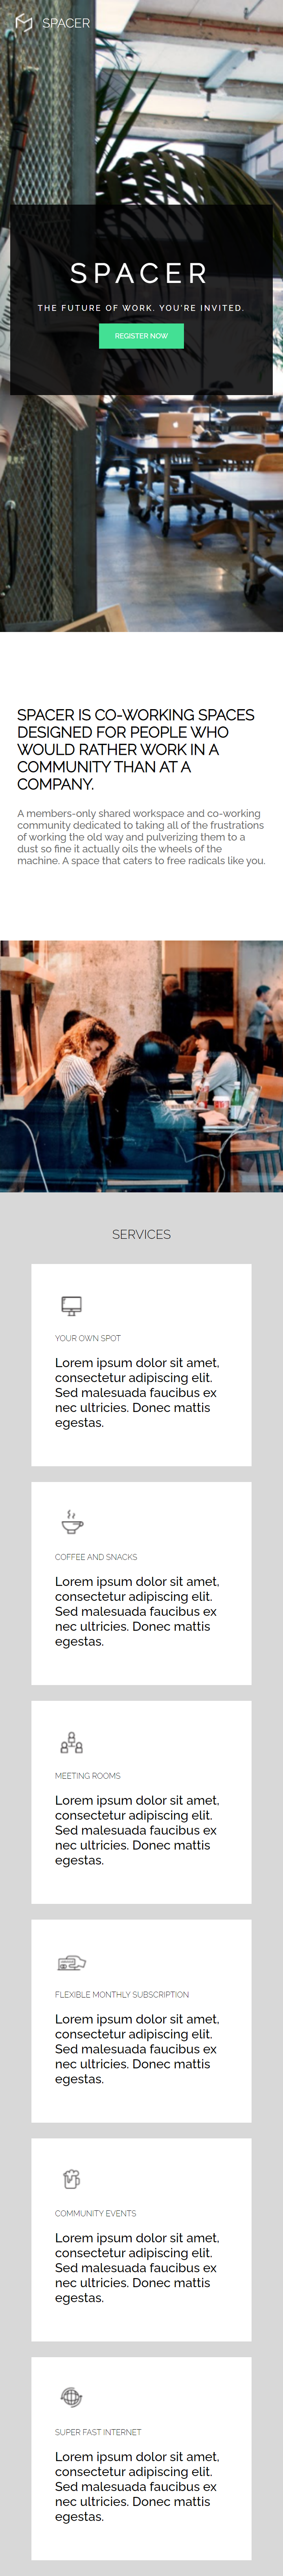 SPACER
SPACER
THE FUTURE OF WORK. YOU'RE INVITED.
REGISTER NOW
SPACER IS CO-WORKING SPACES
DESIGNED FOR PEOPLE WHO
WOULD RATHER WORK IN A
COMMUNITY THAN AT A
COMPANY.
A members-only shared workspace and co-working
community dedicated to taking all of the frustrations
of working the old way and pulverizing them to a
dust so fine it actually oils the wheels of the
machine. A space that caters to free radicals like you.
SERVICES
YOUR OWN SPOT
Lorem ipsum dolor sit amet,
consectetur adipiscing elit.
Sed malesuada faucibus ex
nec ultricies. Donec mattis
egestas.
COFFEE AND SNACKS
Lorem ipsum dolor sit amet,
consectetur adipiscing elit.
Sed malesuada faucibus ex
nec ultricies. Donec mattis
egestas.
MEETING ROOMS
Lorem ipsum dolor sit amet,
consectetur adipiscing elit.
Sed malesuada faucibus ex
nec ultricies. Donec mattis
egestas.
FLEXIBLE MONTHLY SUBSCRIPTION
Lorem ipsum dolor sit amet,
consectetur adipiscing elit.
Sed malesuada faucibus ex
nec ultricies. Donec mattis
egestas.
COMMUNITY EVENTS
Lorem ipsum dolor sit amet,
consectetur adipiscing elit.
Sed malesuada faucibus ex
nec ultricies. Donec mattis
egestas.
SUPER FAST INTERNET
Lorem ipsum dolor sit amet,
consectetur adipiscing elit.
Sed malesuada faucibus ex
nec ultricies. Donec mattis
egestas.